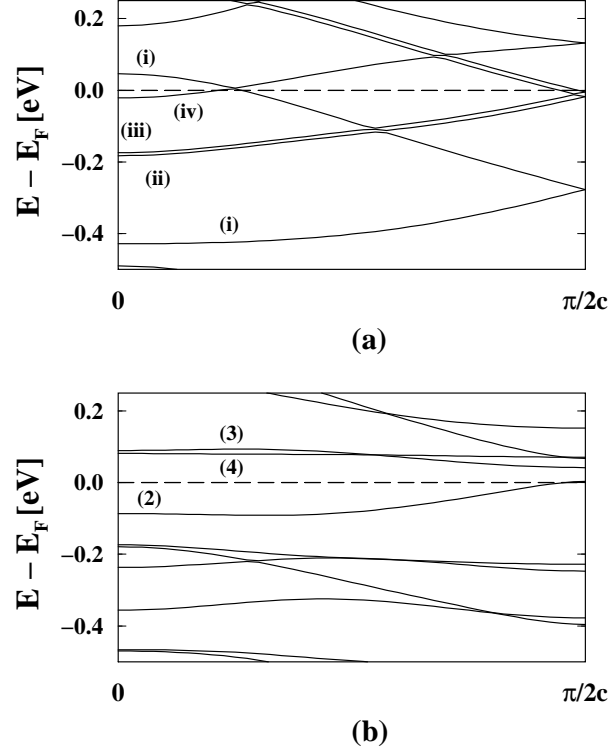 0.2
(i)
0.0
(iv)
(iii)
−0.2
(ii)
(i)
−0.4
E − E_F [eV]
0
π/2c
(a)
0.2
(3)
(4)
0.0
(2)
−0.2
−0.4
E − E_F [eV]
0
π/2c
(b)